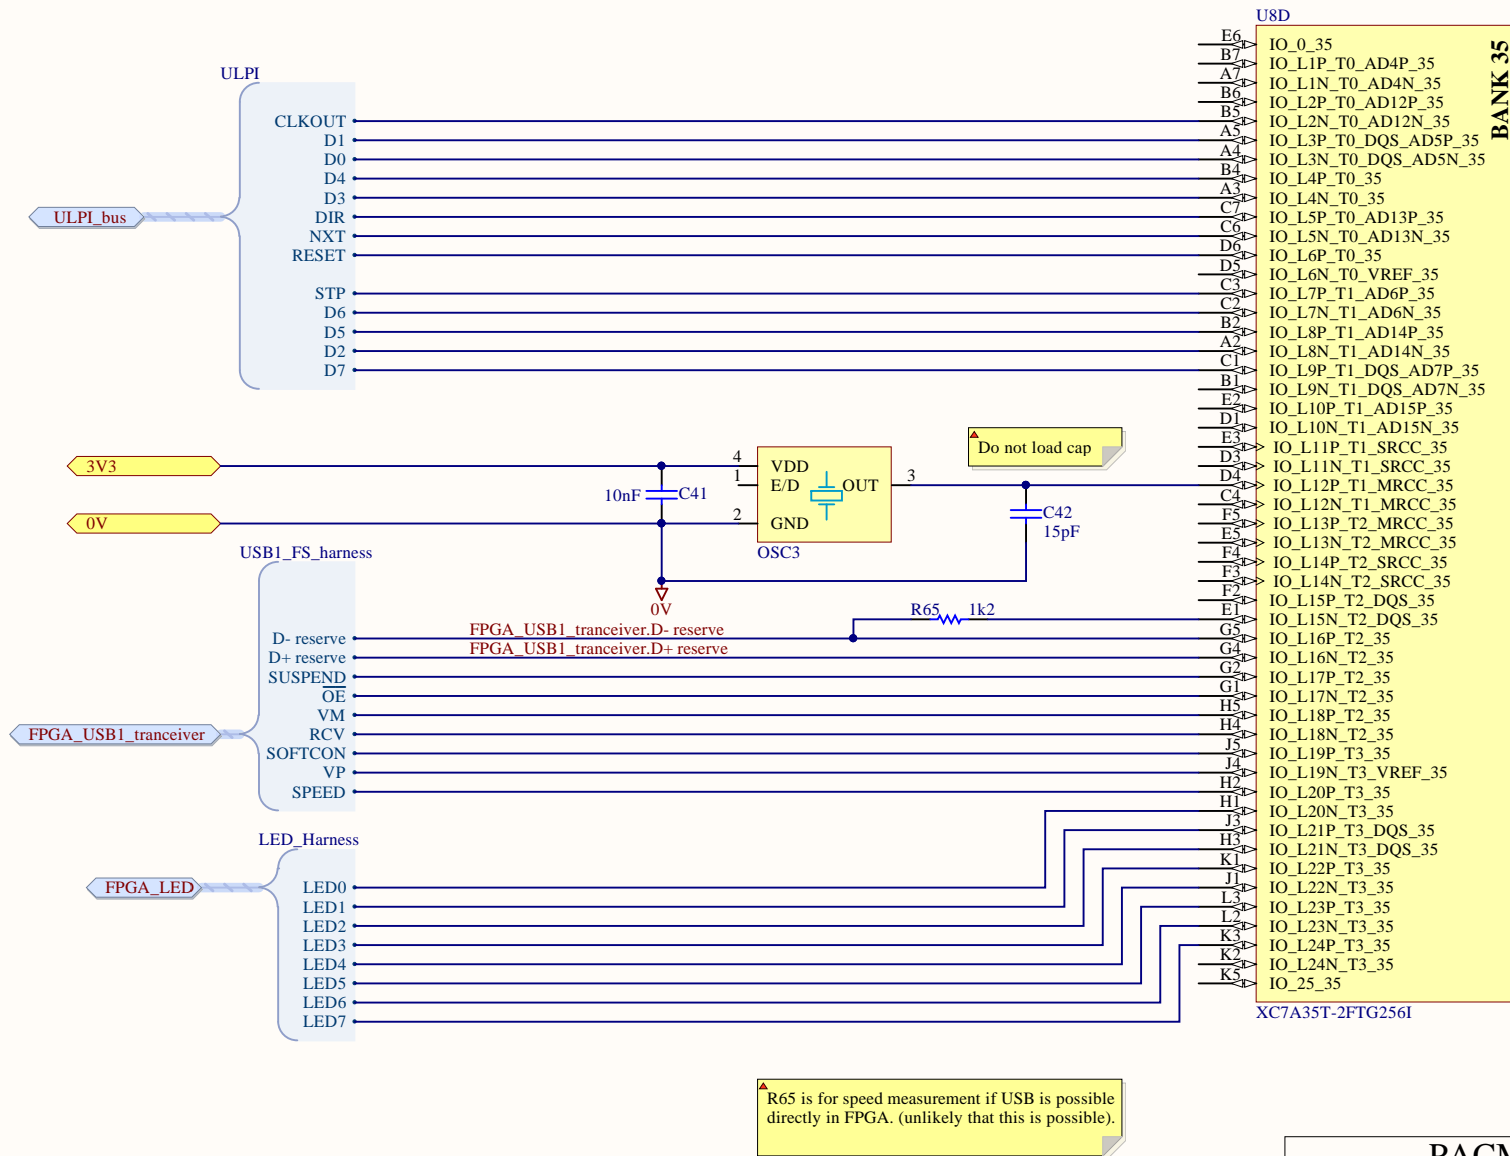 U8D
BANK 35
ULPI
ULPI_bus
CLKOUT
D1
D0
D4
D3
DIR
NXT
RESET
STP
D6
D5
D2
D7
E6 IO_0_35
B7 IO_L1P_T0_AD4P_35
A7 IO_L1N_T0_AD4N_35
B6 IO_L2P_T0_AD12P_35
B5 IO_L2N_T0_AD12N_35
A5 IO_L3P_T0_DQS_AD5P_35
A4 IO_L3N_T0_DQS_AD5N_35
B4 IO_L4P_T0_35
A3 IO_L4N_T0_35
C7 IO_L5P_T0_AD13P_35
C6 IO_L5N_T0_AD13N_35
D6 IO_L6P_T0_35
D5 IO_L6N_T0_VREF_35
C3 IO_L7P_T1_AD6P_35
C2 IO_L7N_T1_AD6N_35
B2 IO_L8P_T1_AD14P_35
A2 IO_L8N_T1_AD14N_35
C1 IO_L9P_T1_DQS_AD7P_35
B1 IO_L9N_T1_DQS_AD7N_35
E2 IO_L10P_T1_AD15P_35
D1 IO_L10N_T1_AD15N_35
E3 IO_L11P_T1_SRCC_35
D3 IO_L11N_T1_SRCC_35
D4 IO_L12P_T1_MRCC_35
C4 IO_L12N_T1_MRCC_35
F5 IO_L13P_T2_MRCC_35
E5 IO_L13N_T2_MRCC_35
F4 IO_L14P_T2_SRCC_35
F3 IO_L14N_T2_SRCC_35
F2 IO_L15P_T2_DQS_35
E1 IO_L15N_T2_DQS_35
G5 IO_L16P_T2_35
G4 IO_L16N_T2_35
G2 IO_L17P_T2_35
G1 IO_L17N_T2_35
H5 IO_L18P_T2_35
H4 IO_L18N_T2_35
J5 IO_L19P_T3_35
J4 IO_L19N_T3_VREF_35
H2 IO_L20P_T3_35
H1 IO_L20N_T3_35
J3 IO_L21P_T3_DQS_35
H3 IO_L21N_T3_DQS_35
K1 IO_L22P_T3_35
J1 IO_L22N_T3_35
L3 IO_L23P_T3_35
L2 IO_L23N_T3_35
K3 IO_L24P_T3_35
K2 IO_L24N_T3_35
K5 IO_25_35
XC7A35T-2FTG256I
3V3
0V
10nF C41
4 VDD
1 E/D OUT 3
2 GND
OSC3
Do not load cap
C42
15pF
0V
USB1_FS_harness
FPGA_USB1_tranceiver
D- reserve
D+ reserve
SUSPEND
OE
VM
RCV
SOFTCON
VP
SPEED
FPGA_USB1_tranceiver.D- reserve
FPGA_USB1_tranceiver.D+ reserve
R65 1k2
LED_Harness
FPGA_LED
LED0
LED1
LED2
LED3
LED4
LED5
LED6
LED7
R65 is for speed measurement if USB is possible
directly in FPGA. (unlikely that this is possible).